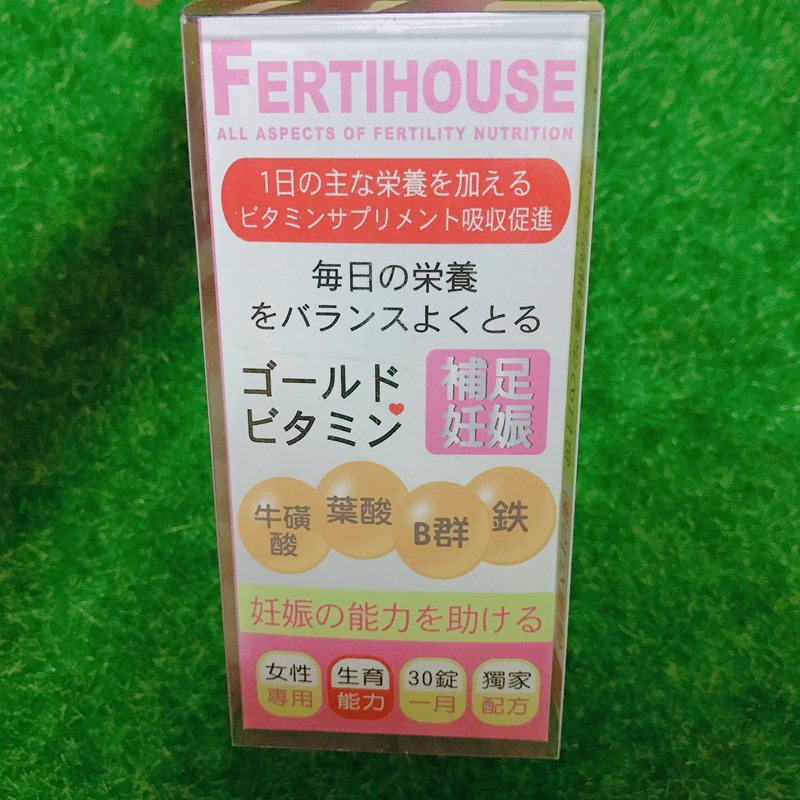 FERTIHOUSE
ALL ASPECTS OF FERTILITY NUTRITION
1日の主な栄養を加える
ビタミンサプリメント吸収促進
毎日の栄養
をバランスよくとる
ゴールド
ビタミン
補足
妊娠
牛磺
酸
葉酸
B群
鉄
妊娠の能力を助ける
女性
專用
生育
能力
30錠
一月
獨家
配方